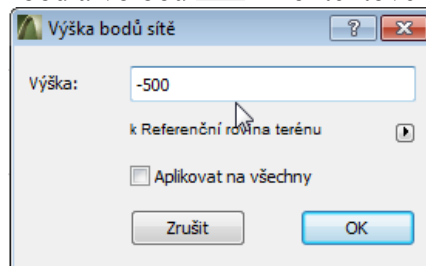 Výška bodů sítě
Výška: -500
k Referenční rovina terénu
Aplikovat na všechny
Zrušit OK